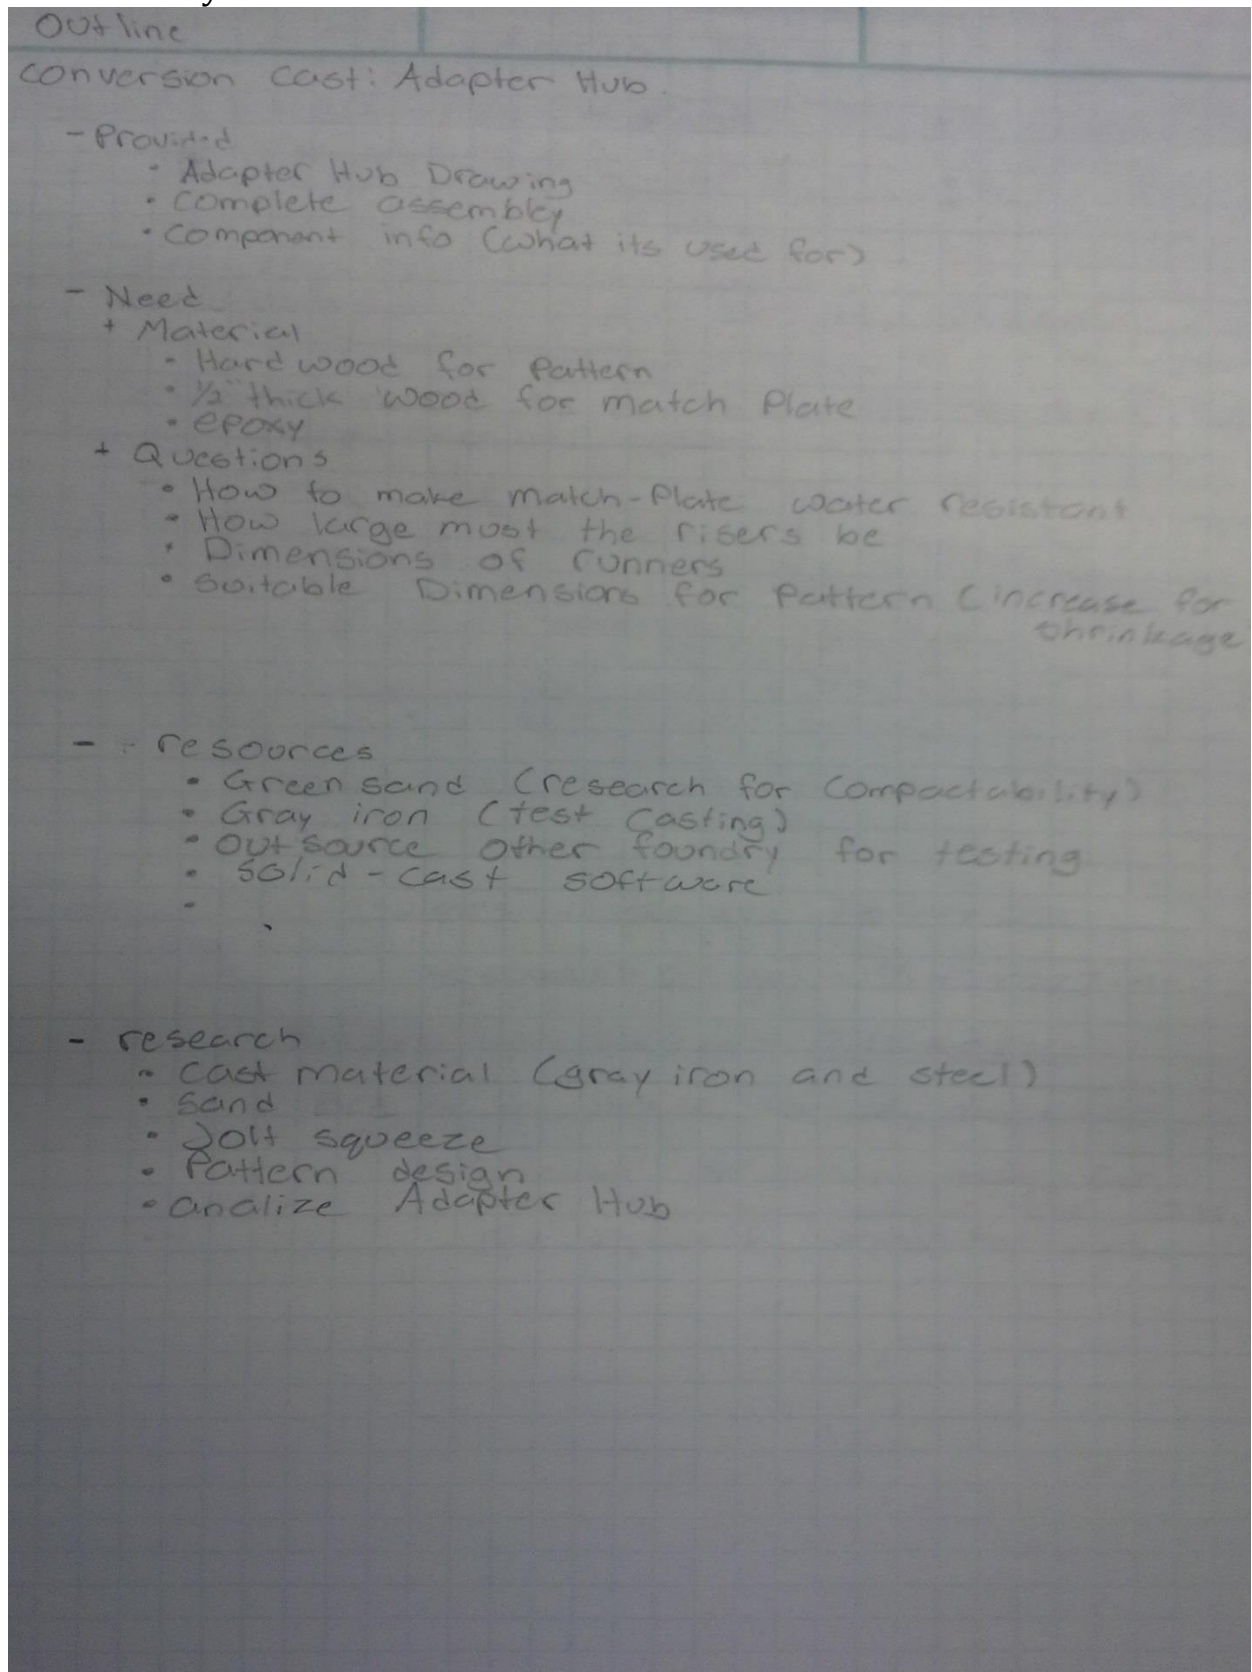 Outline
Conversion Cast: Adapter Hub.
- Provided
• Adapter Hub Drawing
• Complete assembly
• Component info (what its used for)
- Need
+ Material
• Hard wood for Pattern
• 1/2" thick wood for match Plate
• epoxy
+ Questions
• How to make match-Plate water resistant
• How large must the risers be
• Dimensions of runners
• Suitable Dimensions for Pattern (increase for
shrinkage
- - resources
• Green sand (research for Compactability)
• Gray iron (test Casting)
• Out source other foundry for testing
• Solid-cast software
•
- research
• Cast material (gray iron and steel)
• Sand
• Jolt squeeze
• Pattern design
• analize Adapter Hub